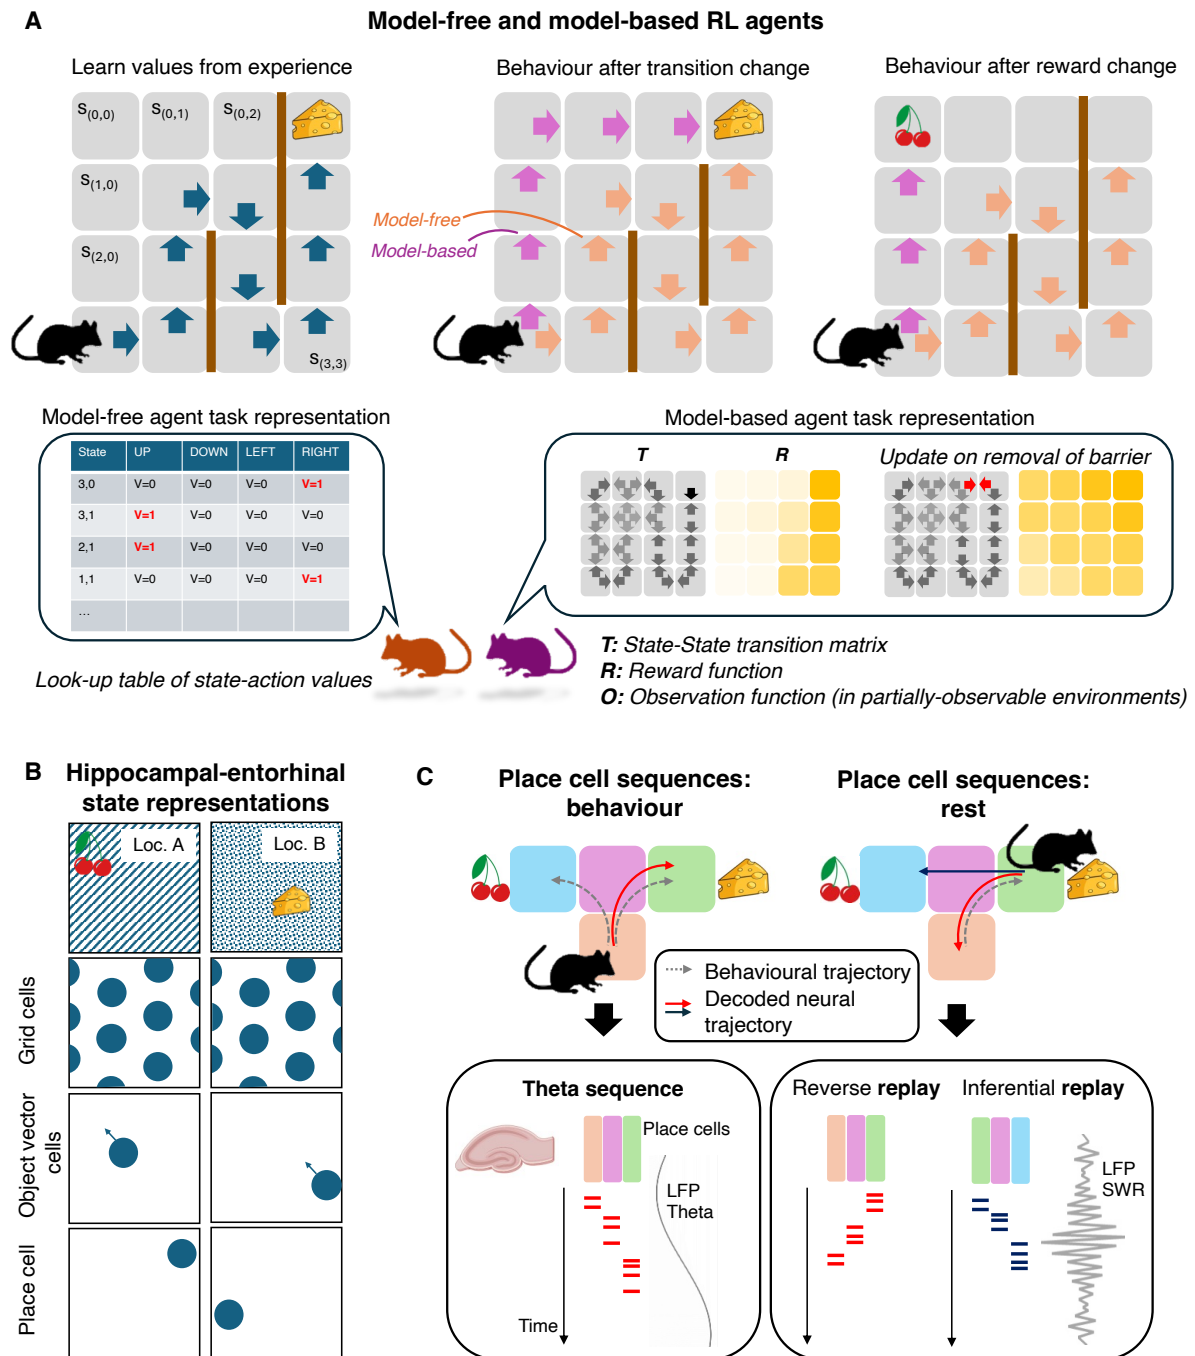 A
Model-free and model-based RL agents
Learn values from experience
Behaviour after transition change
Behaviour after reward change
S(0,0)
S(0,1)
S(0,2)
S(1,0)
S(2,0)
S(3,3)
Model-free
Model-based
Model-free agent task representation
State UP DOWN LEFT RIGHT
3,0 V=0 V=0 V=0 V=1
3,1 V=1 V=0 V=0 V=0
2,1 V=1 V=0 V=0 V=0
1,1 V=0 V=0 V=0 V=1
...
Look-up table of state-action values
Model-based agent task representation
T
R
Update on removal of barrier
T: State-State transition matrix
R: Reward function
O: Observation function (in partially-observable environments)
B
Hippocampal-entorhinal
state representations
Loc. A
Loc. B
Grid cells
Object vector
cells
Place cell
C
Place cell sequences:
behaviour
Place cell sequences:
rest
Behavioural trajectory
Decoded neural
trajectory
Theta sequence
Place cells
LFP
Theta
Time
Reverse replay
Inferential replay
LFP
SWR